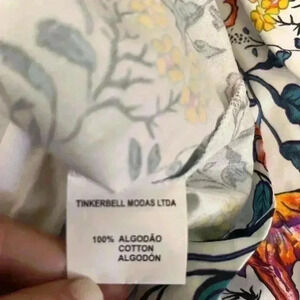 TINKERBELL MODAS LTDA
100% ALGODÃO
COTTON
ALGODÓN